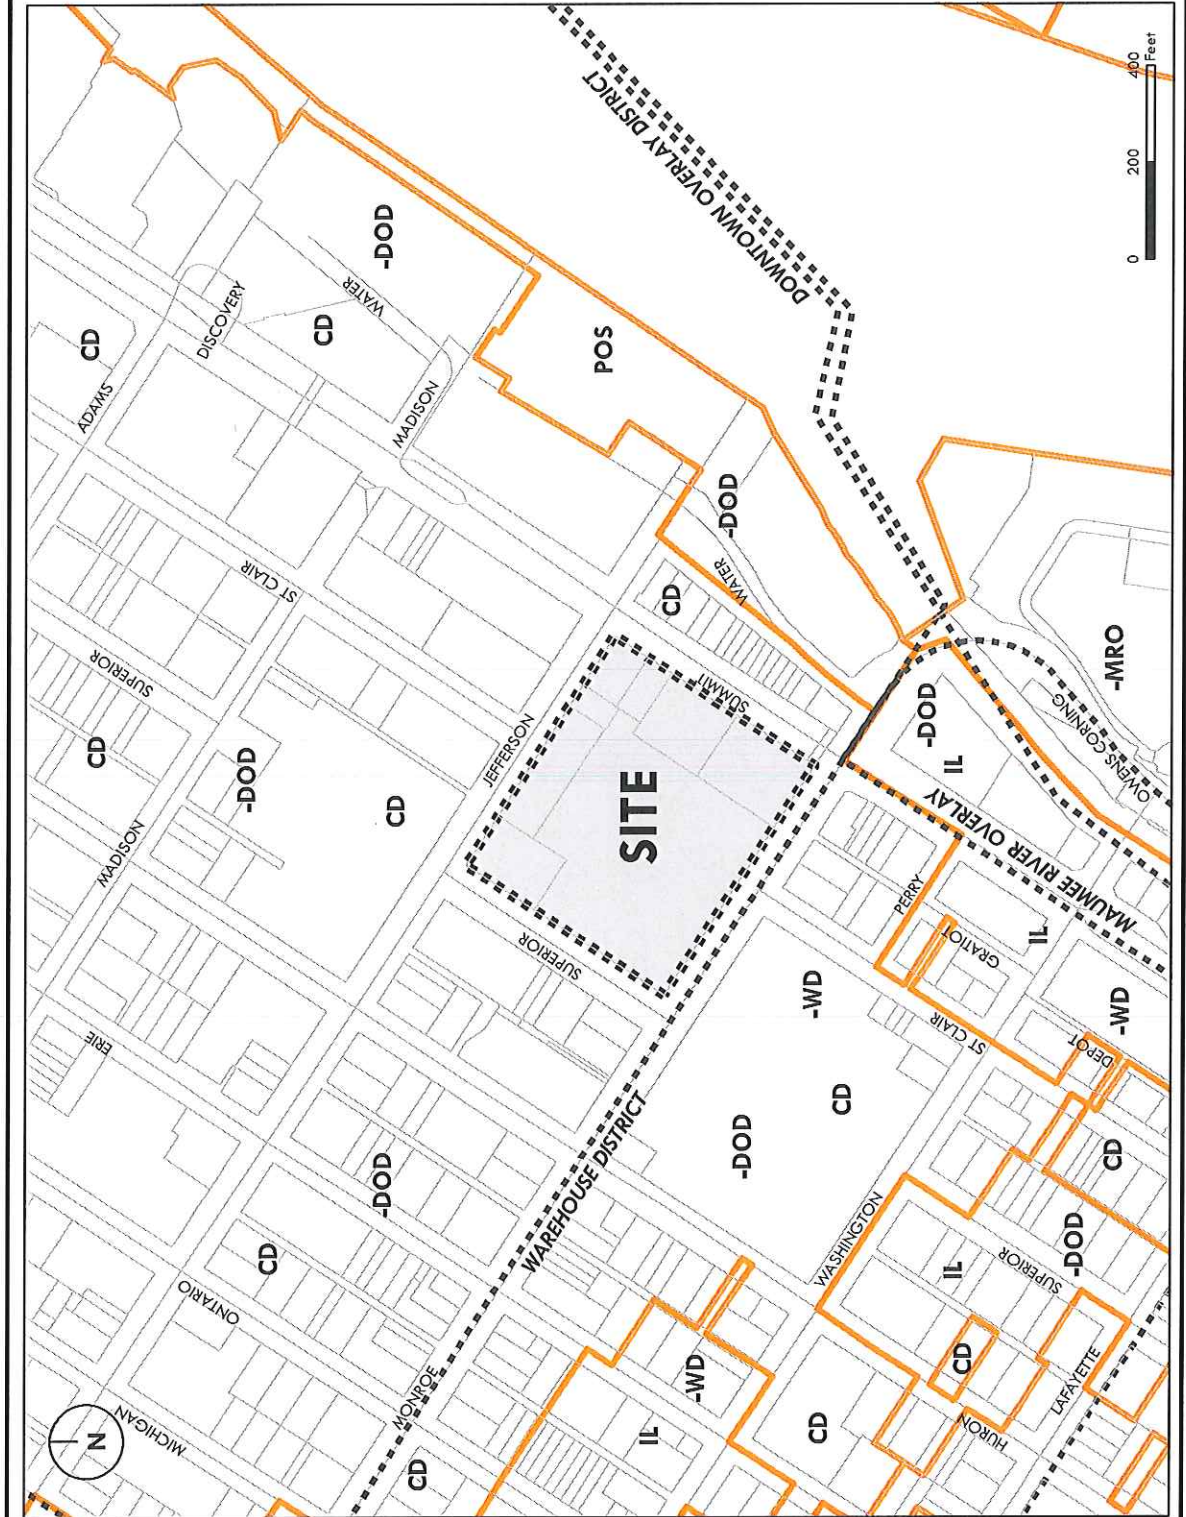 N
MICHIGAN
ONTARIO
ERIE
MADISON
SUPERIOR
ADAMS
DISCOVERY
CD
CD
CD
-DOD
CD
-DOD
ST CLAIR
MADISON
WATER
-DOD
CD
CD
MONROE
WAREHOUSE DISTRICT
SUPERIOR
JEFFERSON
SITE
SUMMIT
CD
WATER
-DOD
POS
DOWNTOWN OVERLAY DISTRICT
IL
-WD
-DOD
CD
-WD
PERRY
IL
-DOD
MAUMEE RIVER OVERLAY
OWENS CORNING
-MRO
CD
WASHINGTON
ST CLAIR
GRATIOT
IL
HURON
CD
IL
SUPERIOR
LAFAYETTE
-DOD
CD
DEPOT
-WD
0 200 400
Feet